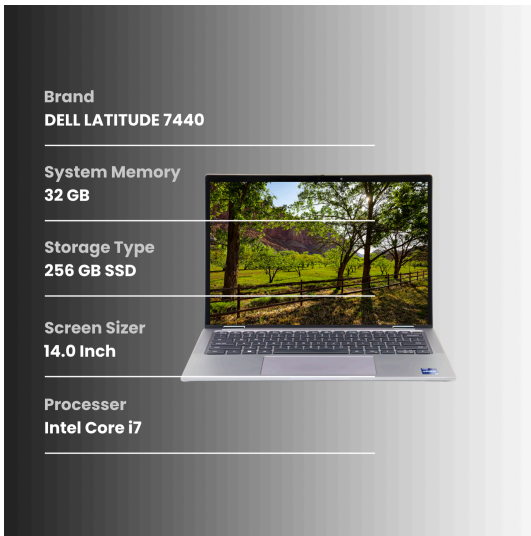 Brand
DELL LATITUDE 7440
System Memory
32 GB
Storage Type
256 GB SSD
Screen Sizer
14.0 Inch
Processer
Intel Core i7